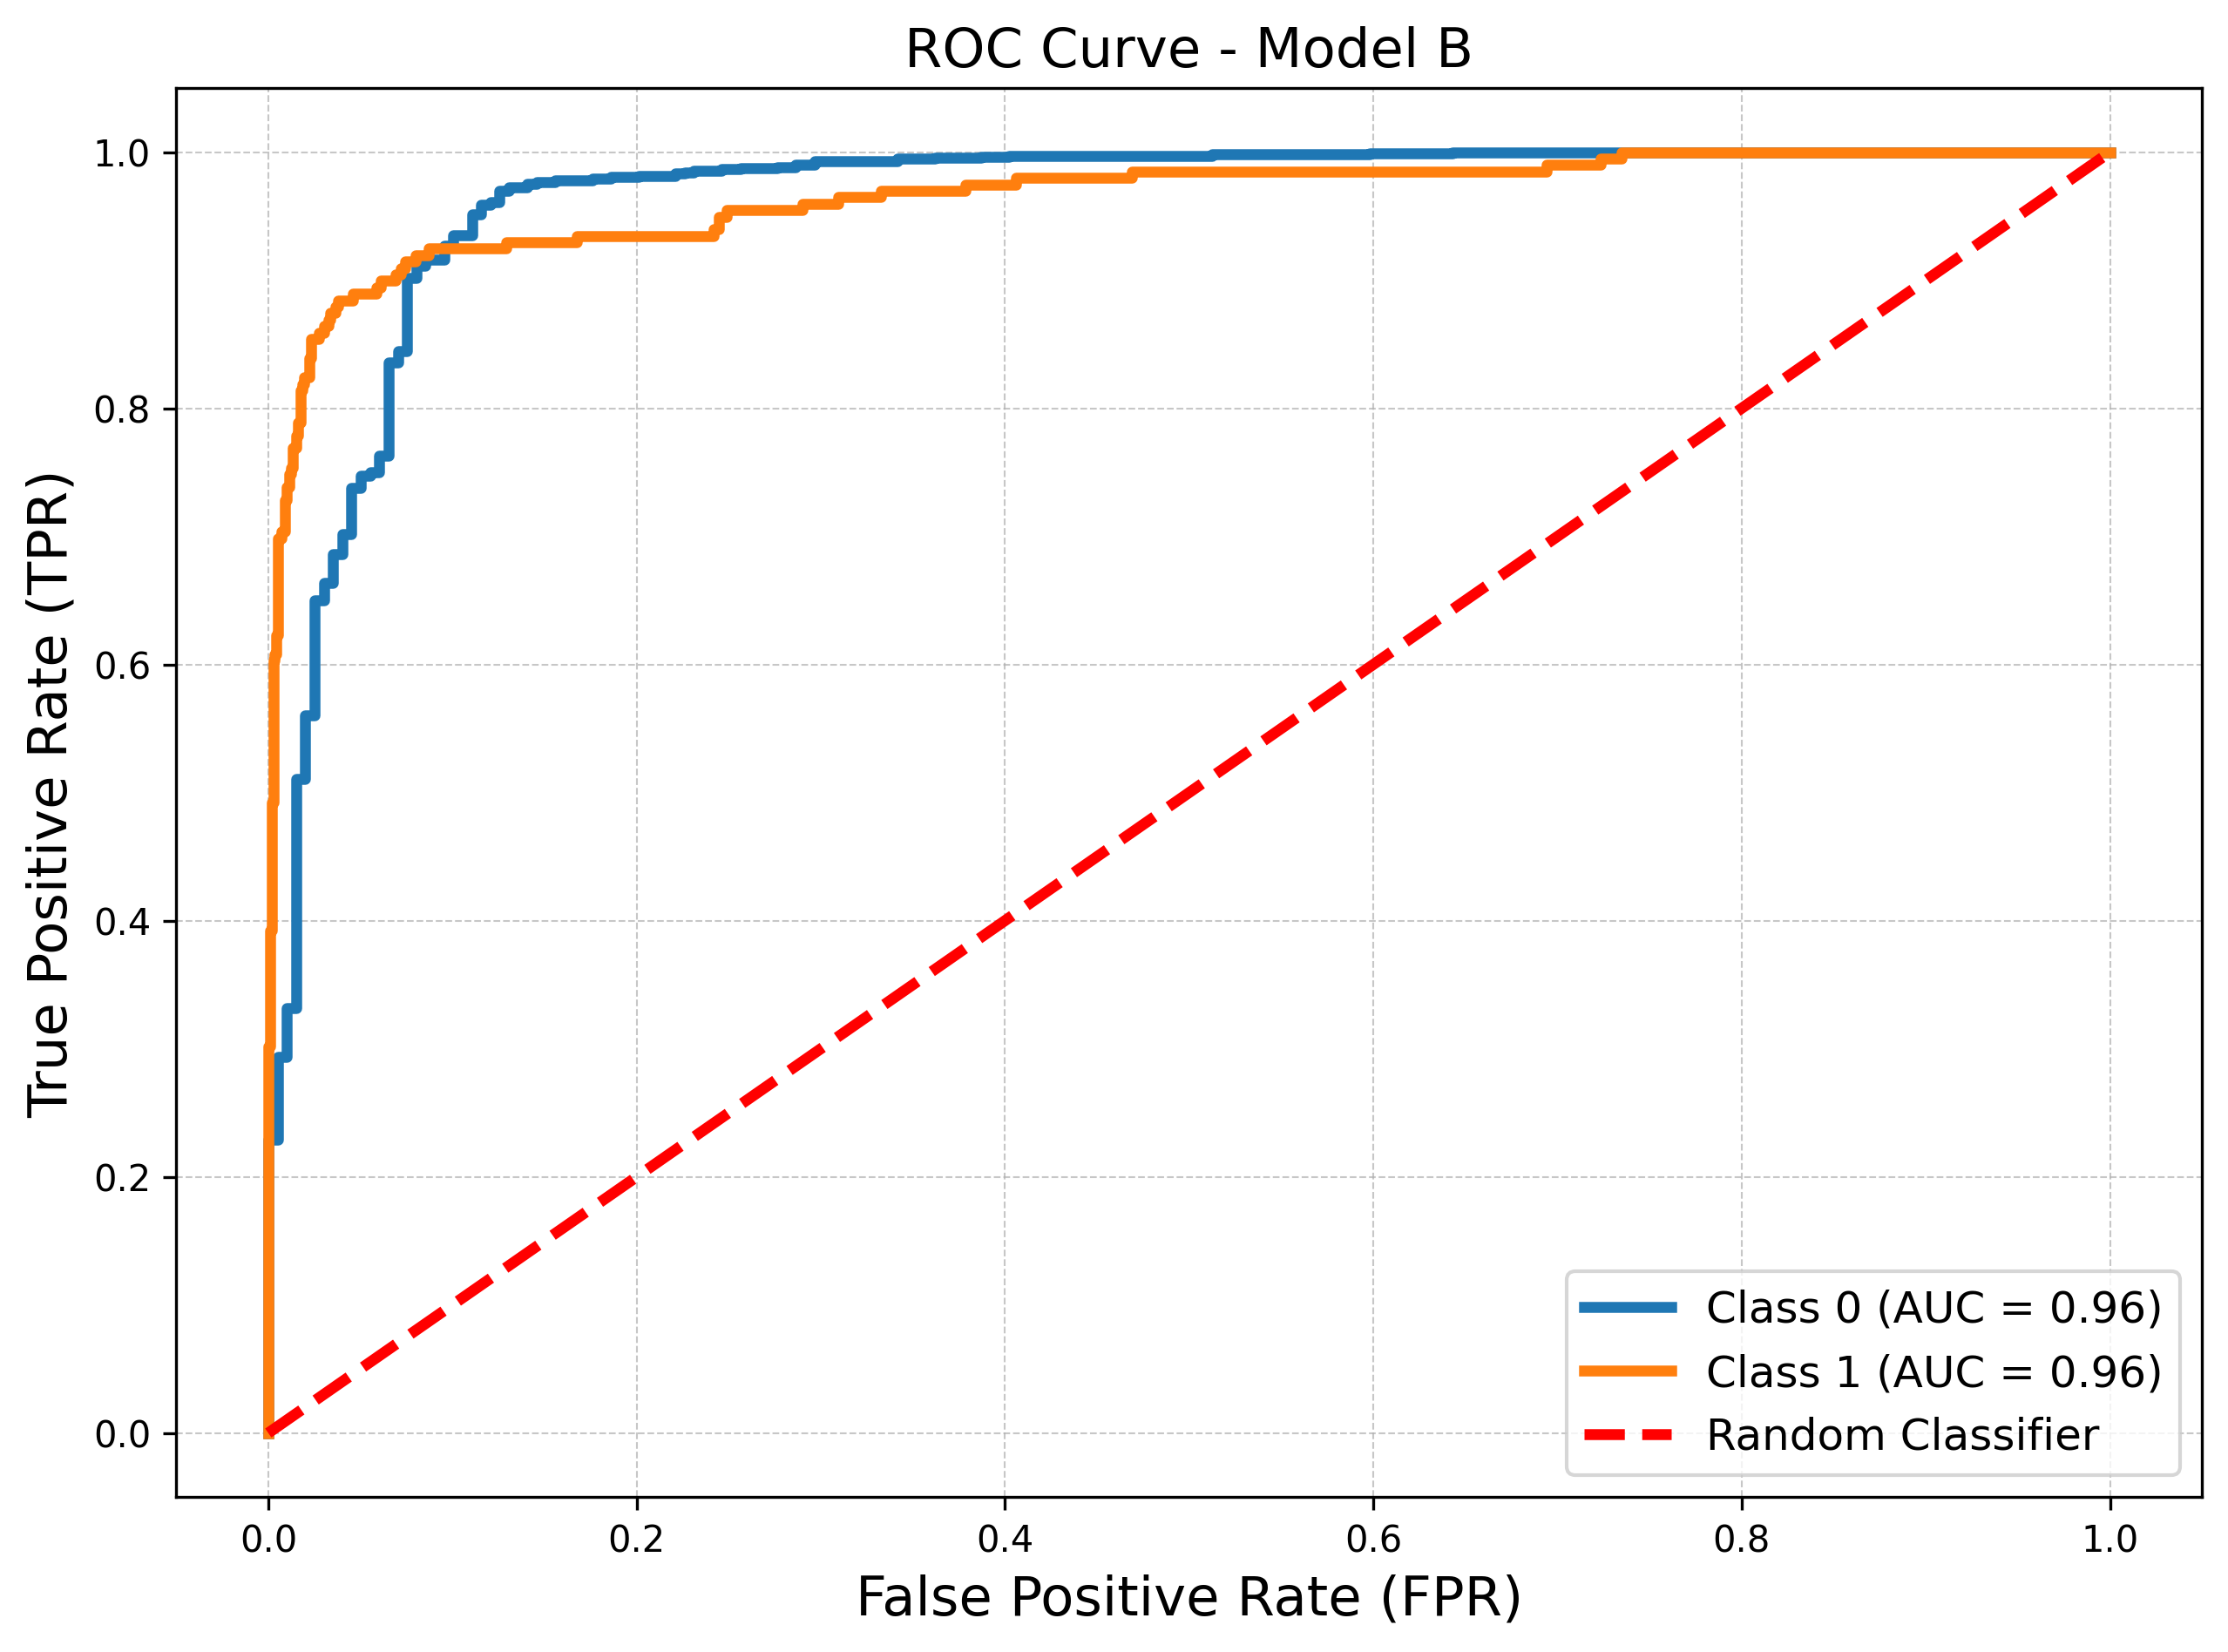 ROC Curve - Model B
True Positive Rate (TPR)
1.0
0.8
0.6
0.4
0.2
0.0
Class 0 (AUC = 0.96)
Class 1 (AUC = 0.96)
Random Classifier
0.0 0.2 0.4 0.6 0.8 1.0
False Positive Rate (FPR)